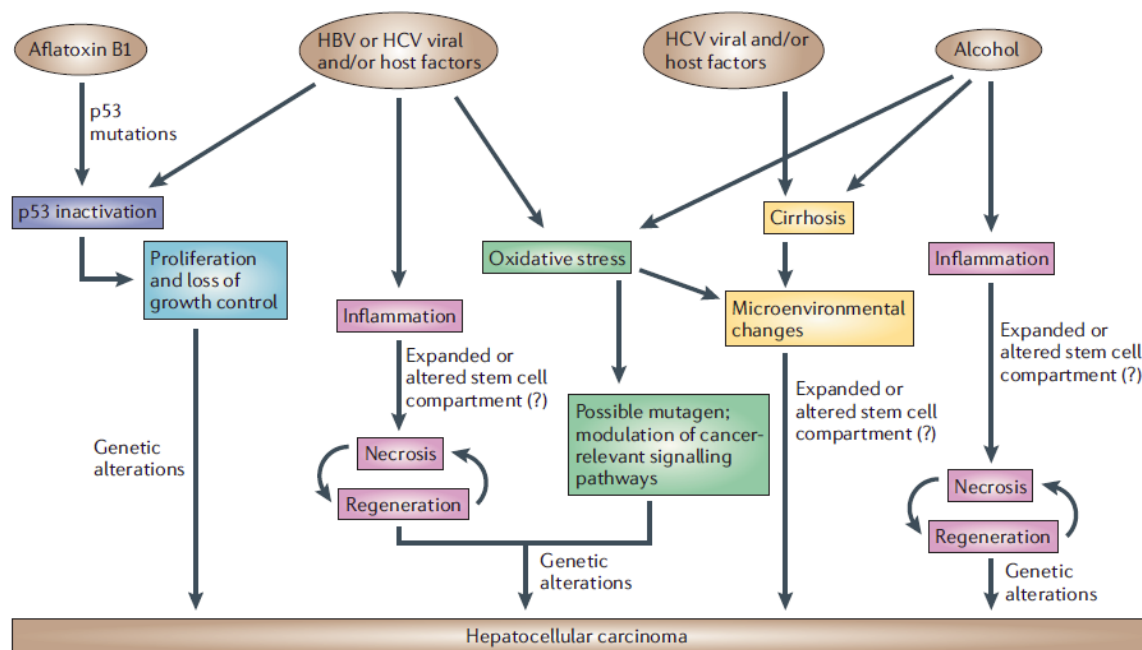 Aflatoxin B1
HBV or HCV viral
and/or host factors
HCV viral and/or
host factors
Alcohol
p53
mutations
p53 inactivation
Proliferation
and loss of
growth control
Genetic
alterations
Inflammation
Expanded or
altered stem cell
compartment (?)
Necrosis
Regeneration
Oxidative stress
Possible mutagen;
modulation of cancer-
relevant signalling
pathways
Genetic
alterations
Cirrhosis
Microenvironmental
changes
Expanded or
altered stem cell
compartment (?)
Inflammation
Expanded or
altered stem cell
compartment (?)
Necrosis
Regeneration
Genetic
alterations
Hepatocellular carcinoma